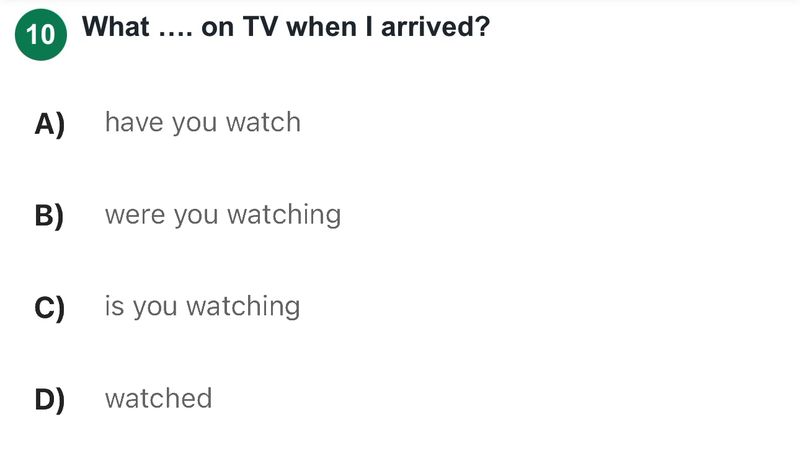 10 What .... on TV when I arrived?
A) have you watch
B) were you watching
C) is you watching
D) watched